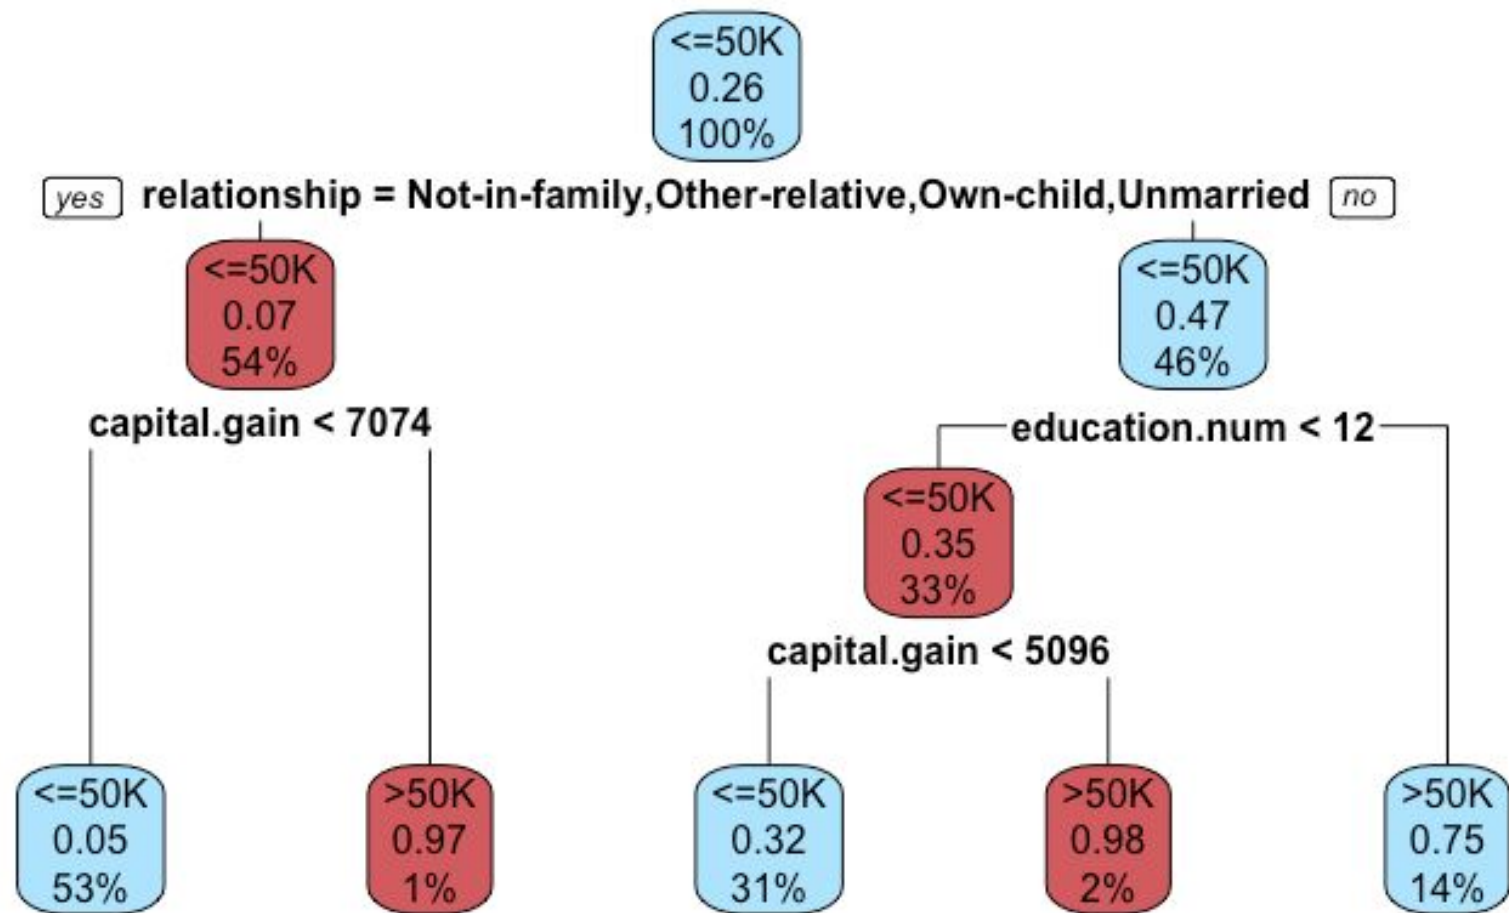 <=50K
0.26
100%
yes relationship = Not-in-family,Other-relative,Own-child,Unmarried no
<=50K
0.07
54%
<=50K
0.47
46%
capital.gain < 7074
education.num < 12
<=50K
0.35
33%
capital.gain < 5096
<=50K
0.05
53%
>50K
0.97
1%
<=50K
0.32
31%
>50K
0.98
2%
>50K
0.75
14%